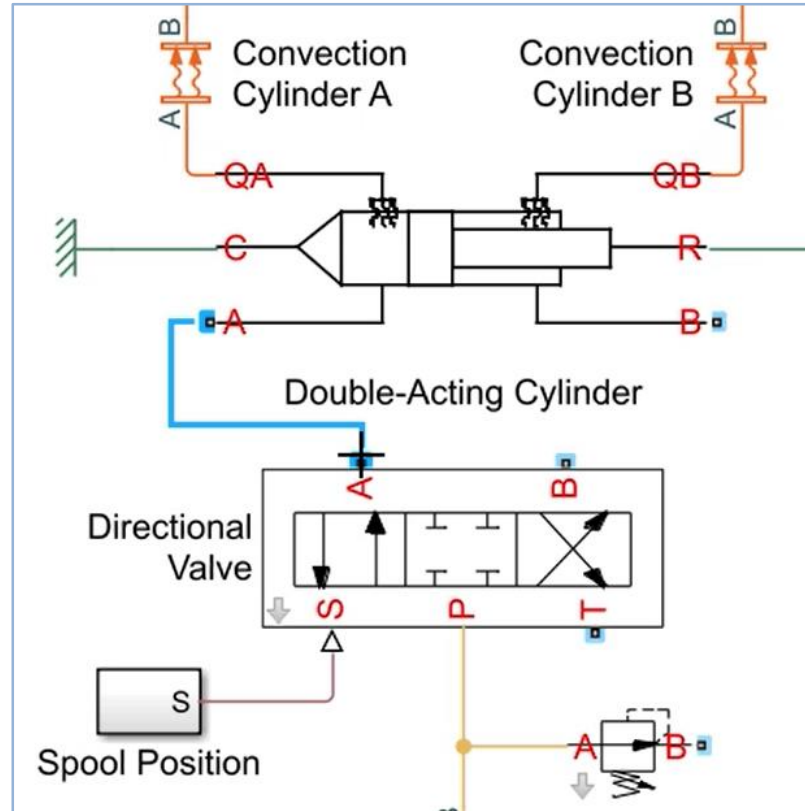 B
B
Convection
Cylinder A
Convection
Cylinder B
A
A
QA
QB
C
R
A
B
Double-Acting Cylinder
A
B
Directional
Valve
S
P
T
S
A
B
Spool Position